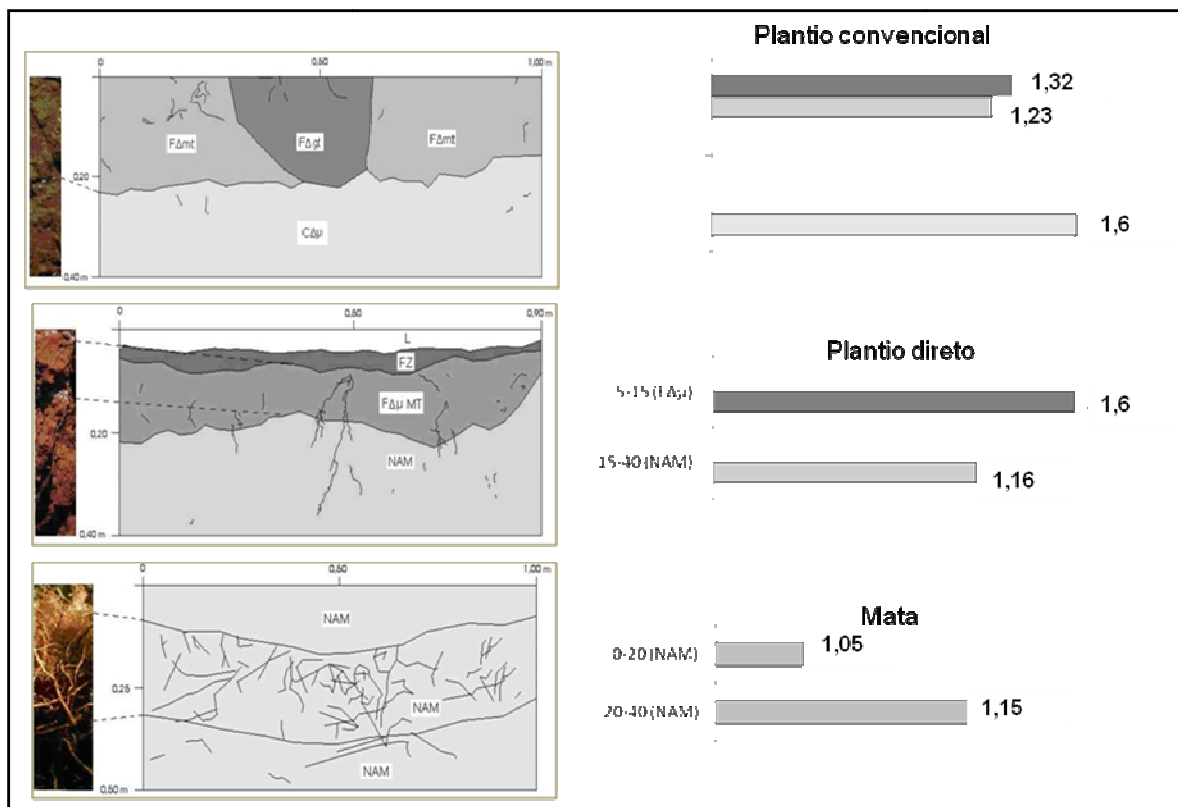 Plantio convencional
0
0,50
1,00 m
FΔmt
FΔgt
FΔmt
0,20
CΔµ
0,40 m
1,32
1,23
1,6
0
0,50
0,90 m
L
FZ
FΔµ MT
0,20
NAM
0,40 m
Plantio direto
5-15 (FΔµ)
1,6
15-40 (NAM)
1,16
0
0,50
1,00 m
NAM
0,25
NAM
NAM
0,50 m
Mata
0-20 (NAM)
1,05
20-40 (NAM)
1,15